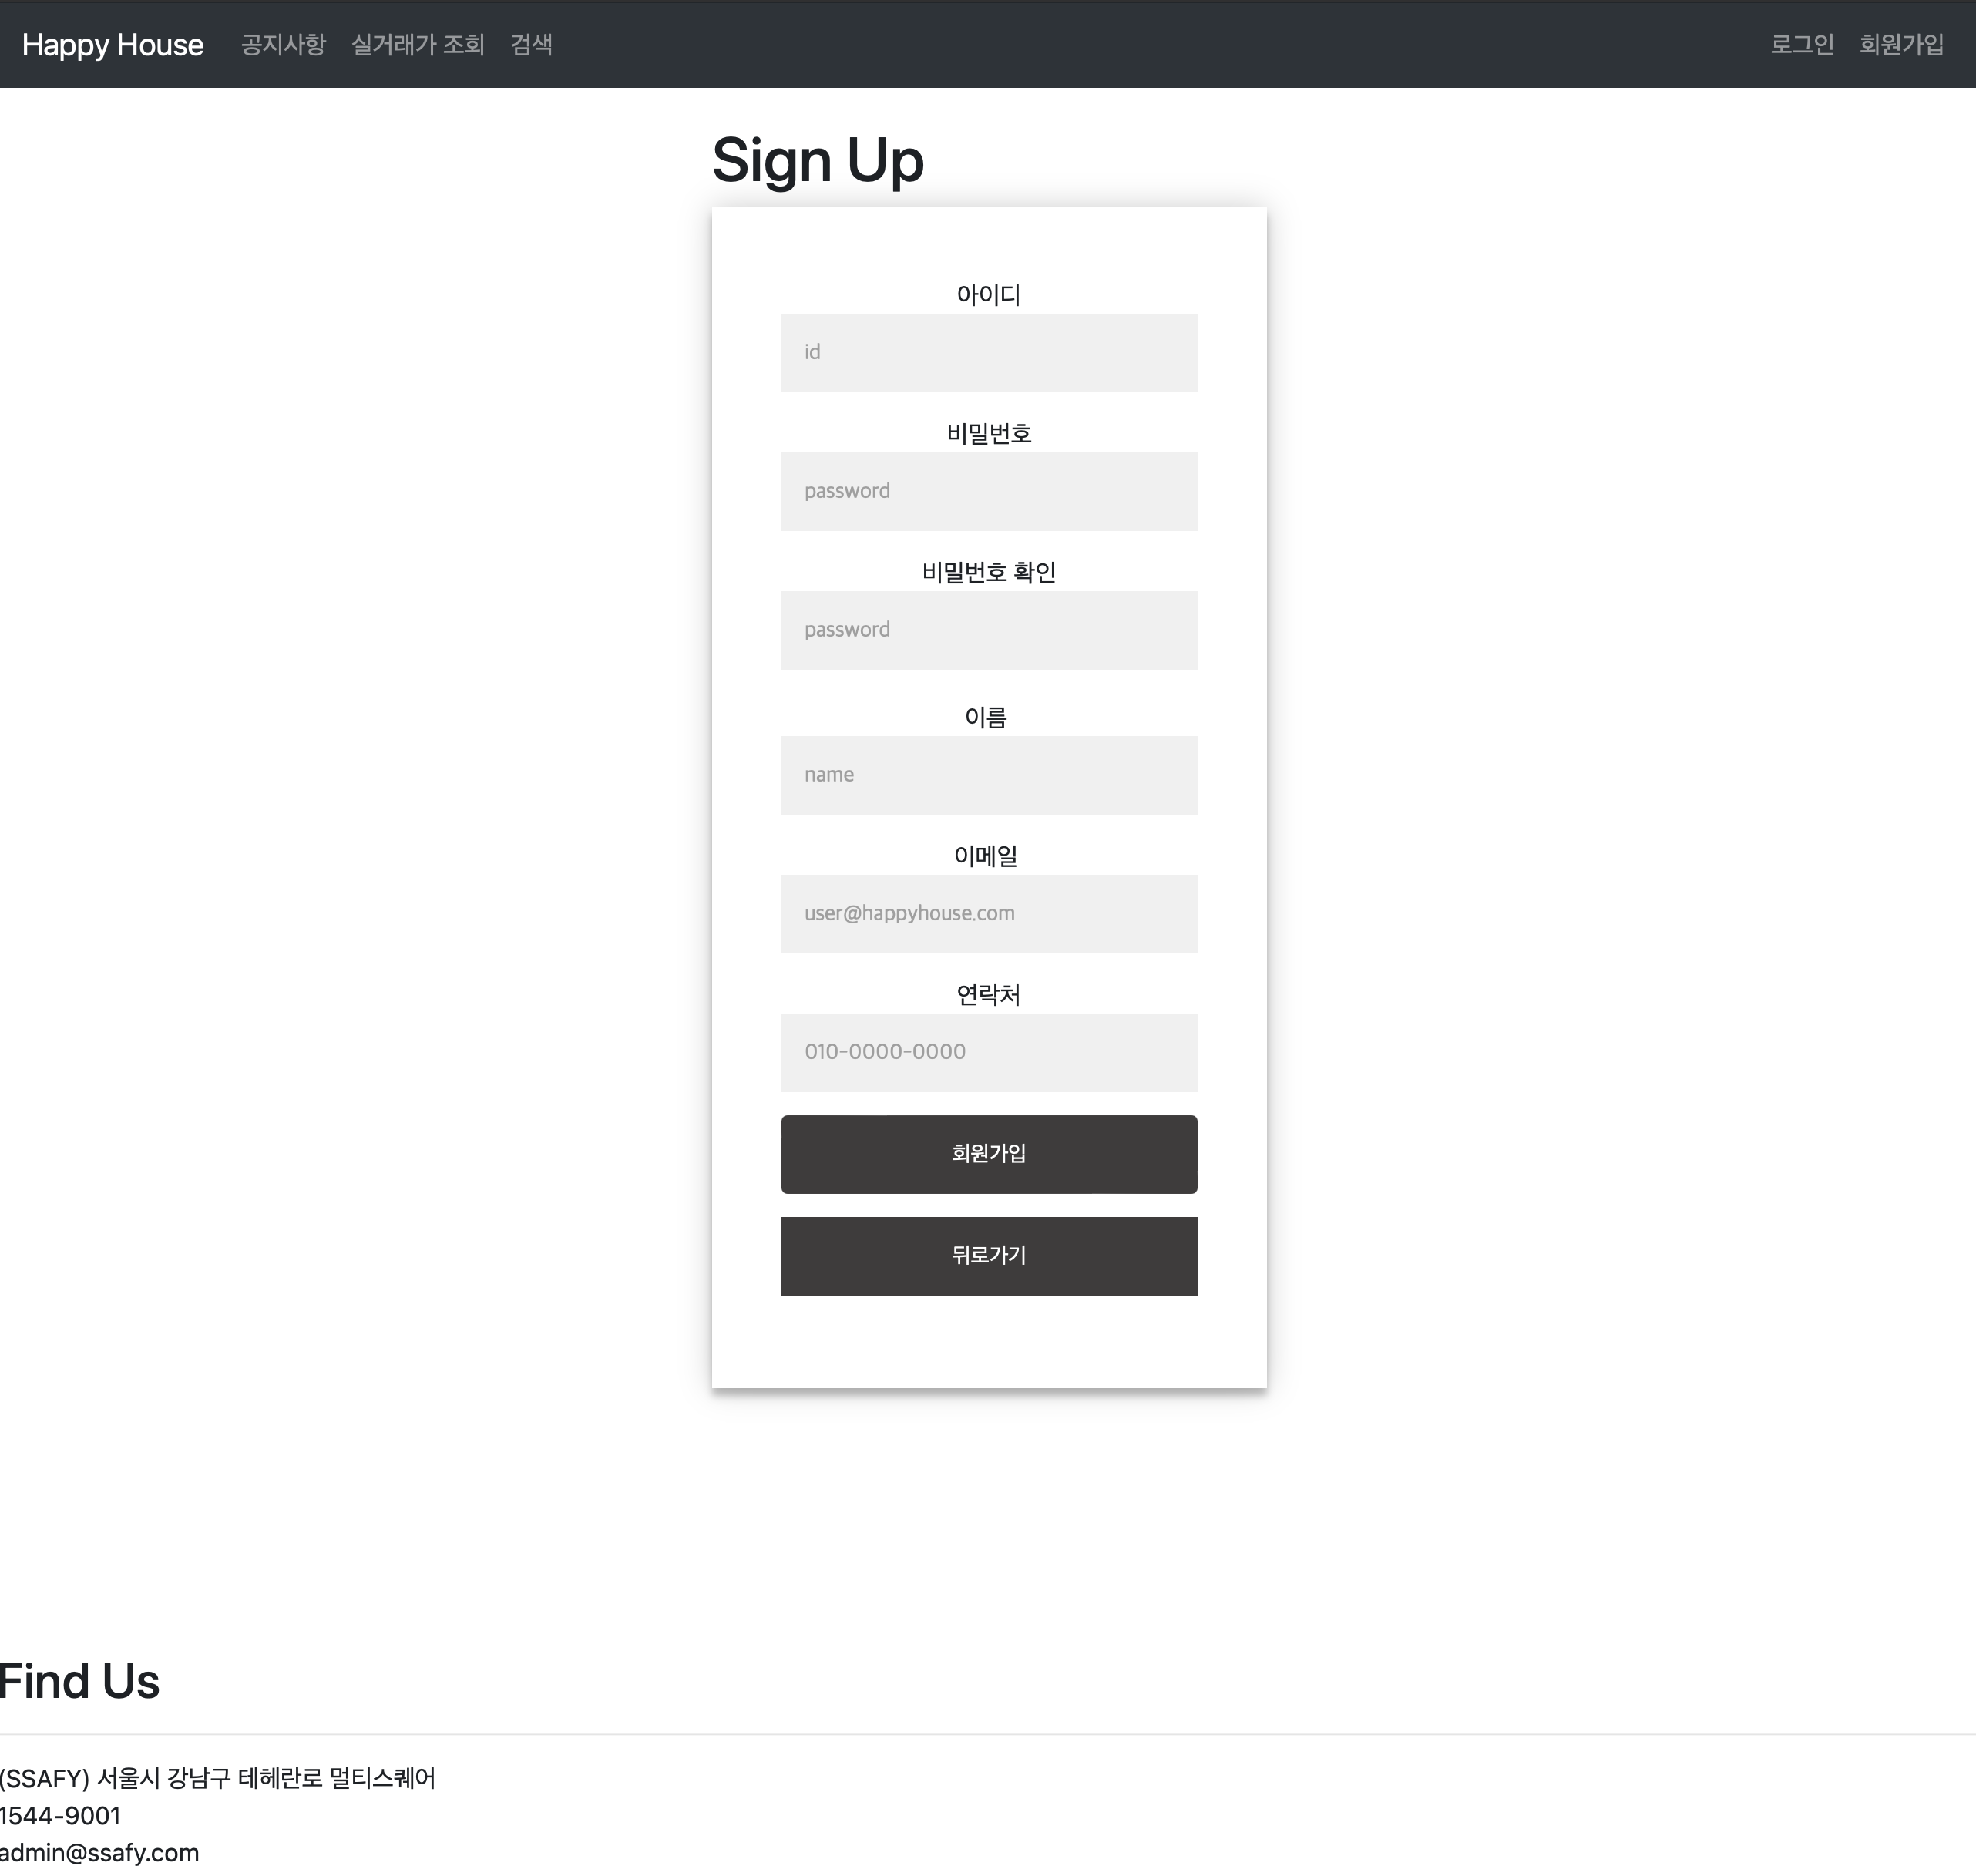 Happy House 공지사항 실거래가 조회 검색 로그인 회원가입
Sign Up
아이디
id
비밀번호
password
비밀번호 확인
password
이름
name
이메일
user@happyhouse.com
연락처
010-0000-0000
회원가입
뒤로가기
Find Us
(SSAFY) 서울시 강남구 테헤란로 멀티스퀘어
1544-9001
admin@ssafy.com